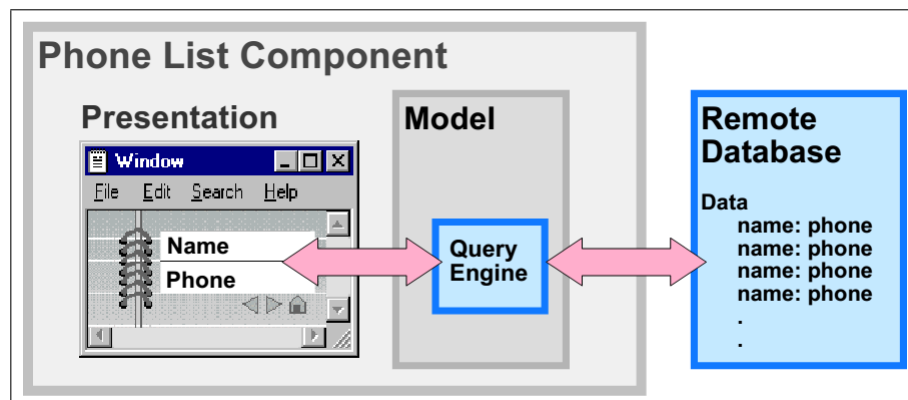 Phone List Component
Presentation
Window
File Edit Search Help
Name
Phone
Model
Query
Engine
Remote
Database
Data
name: phone
name: phone
name: phone
name: phone
.
.